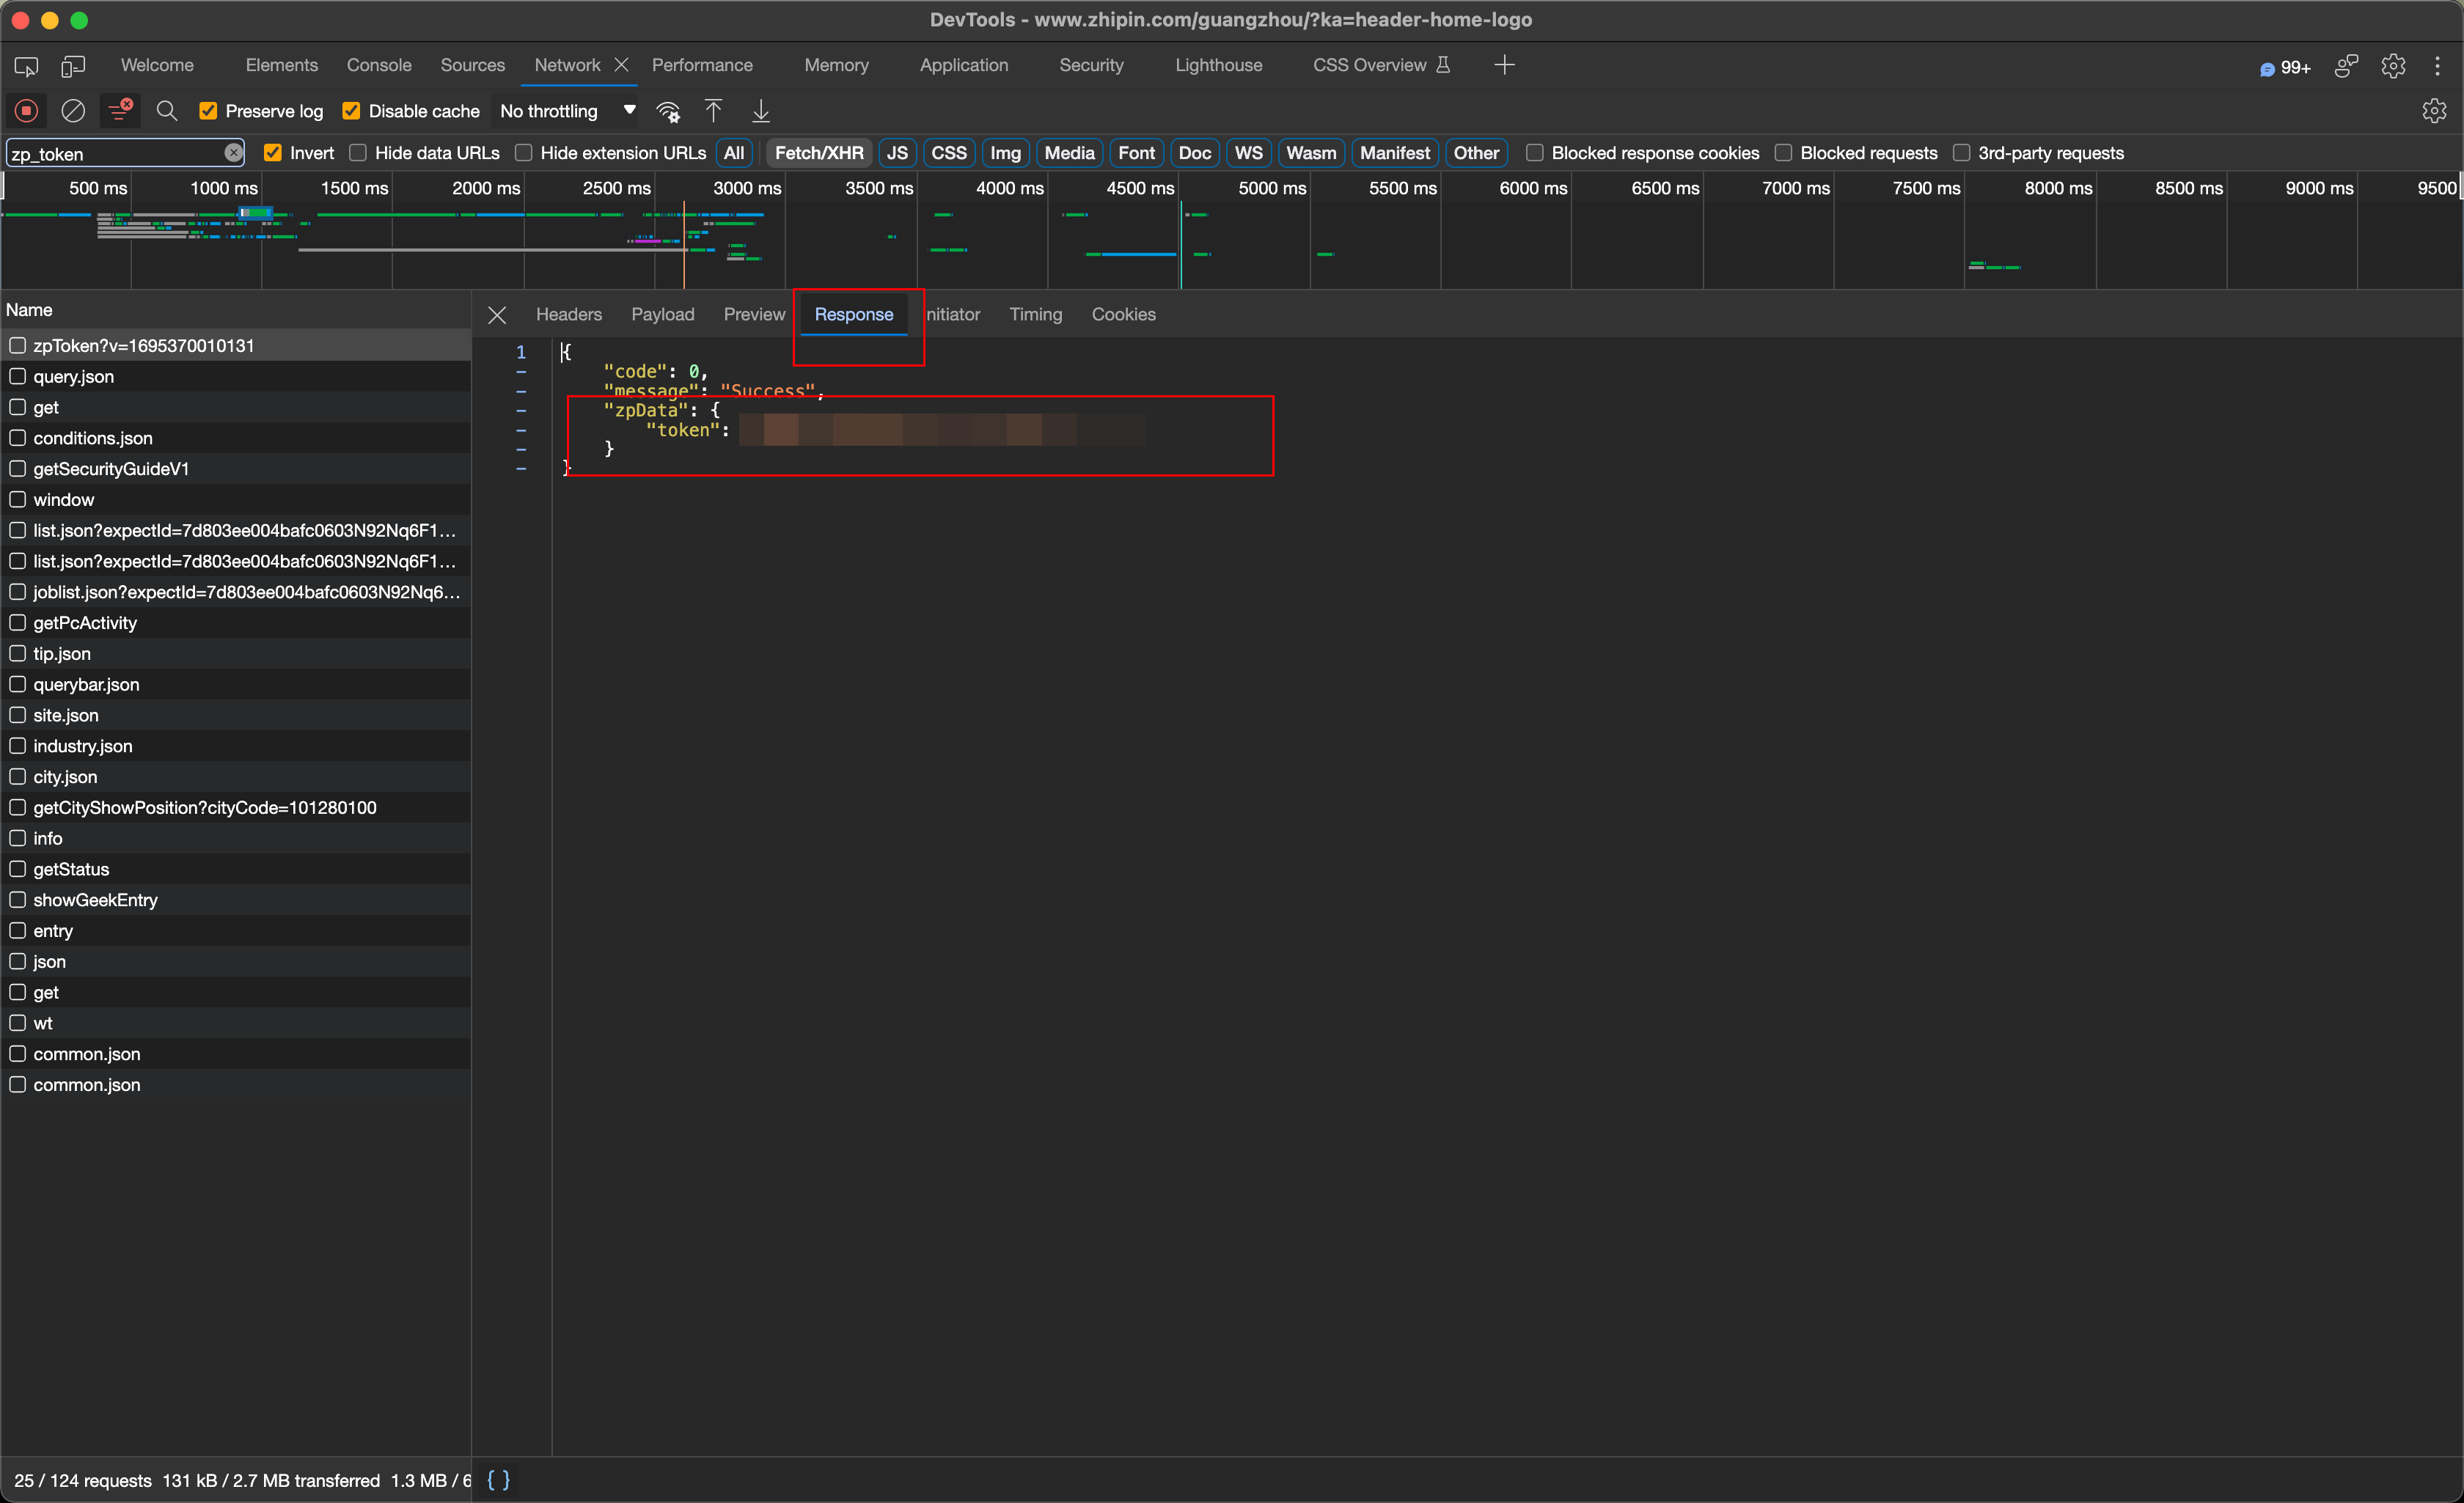 DevTools - www.zhipin.com/guangzhou/?ka=header-home-logo
Welcome Elements Console Sources Network Performance Memory Application Security Lighthouse CSS Overview 99+
Preserve log Disable cache No throttling
zp_token Invert Hide data URLs Hide extension URLs All Fetch/XHR JS CSS Img Media Font Doc WS Wasm Manifest Other Blocked response cookies Blocked requests 3rd-party requests
500 ms 1000 ms 1500 ms 2000 ms 2500 ms 3000 ms 3500 ms 4000 ms 4500 ms 5000 ms 5500 ms 6000 ms 6500 ms 7000 ms 7500 ms 8000 ms 8500 ms 9000 ms 9500
Name
zpToken?v=1695370010131
query.json
get
conditions.json
getSecurityGuideV1
window
list.json?expectId=7d803ee004bafc0603N92Nq6F1...
list.json?expectId=7d803ee004bafc0603N92Nq6F1...
joblist.json?expectId=7d803ee004bafc0603N92Nq6...
getPcActivity
tip.json
querybar.json
site.json
industry.json
city.json
getCityShowPosition?cityCode=101280100
info
getStatus
showGeekEntry
entry
json
get
wt
common.json
common.json
Headers Payload Preview Response nitiator Timing Cookies
1 {
- "code": 0,
- "message": "Success",
- "zpData": {
- "token":
- }
- }
25 / 124 requests 131 kB / 2.7 MB transferred 1.3 MB / 6 { }